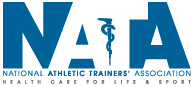 NATA
NATIONAL ATHLETIC TRAINERS' ASSOCIATION
HEALTH CARE FOR LIFE & SPORT